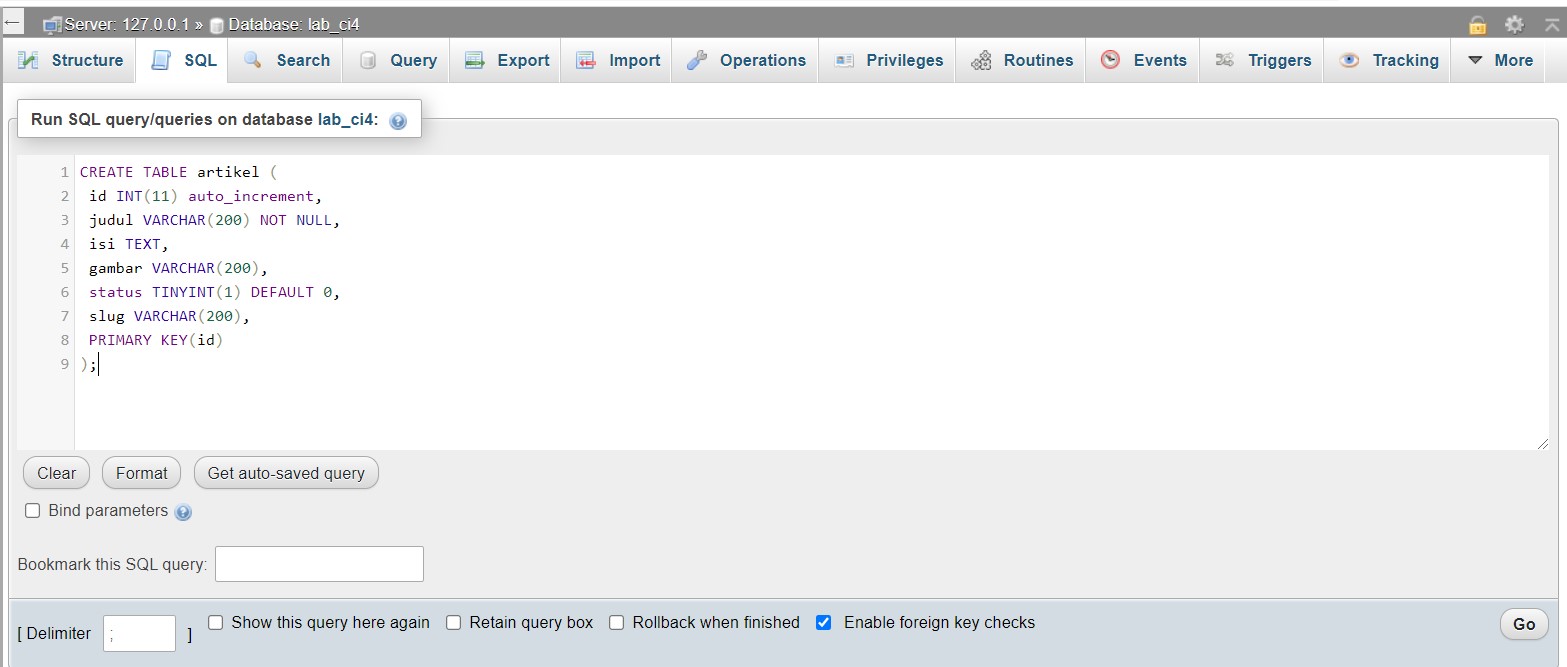 ← Server: 127.0.0.1 » Database: lab_ci4
Structure SQL Search Query Export Import Operations Privileges Routines Events Triggers Tracking More
Run SQL query/queries on database lab_ci4:
1 CREATE TABLE artikel (
2 id INT(11) auto_increment,
3 judul VARCHAR(200) NOT NULL,
4 isi TEXT,
5 gambar VARCHAR(200),
6 status TINYINT(1) DEFAULT 0,
7 slug VARCHAR(200),
8 PRIMARY KEY(id)
9 );
Clear Format Get auto-saved query
Bind parameters
Bookmark this SQL query:
[ Delimiter ; ] Show this query here again Retain query box Rollback when finished Enable foreign key checks Go